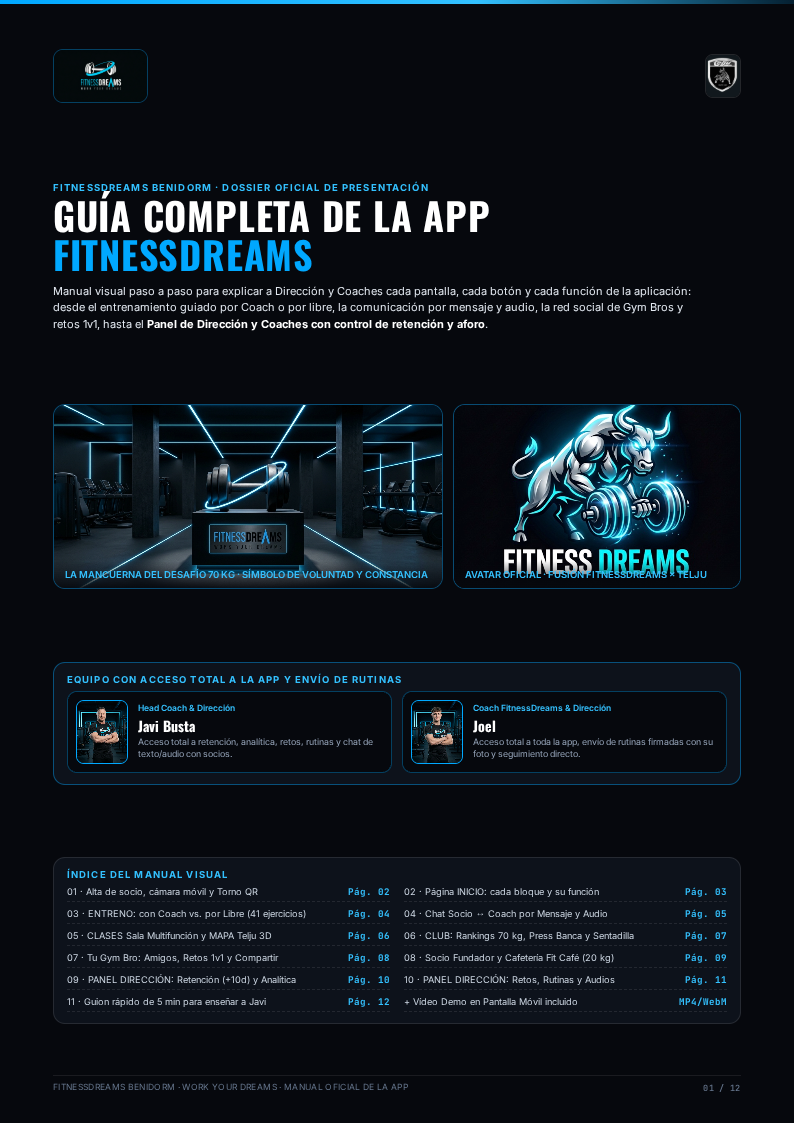 FITNESSDREAMS
FITNESSDREAMS BENIDORM · DOSSIER OFICIAL DE PRESENTACIÓN
GUÍA COMPLETA DE LA APP
FITNESSDREAMS
Manual visual paso a paso para explicar a Dirección y Coaches cada pantalla, cada botón y cada función de la aplicación:
desde el entrenamiento guiado por Coach o por libre, la comunicación por mensaje y audio, la red social de Gym Bros y
retos 1v1, hasta el Panel de Dirección y Coaches con control de retención y aforo.
FITNESSDREAMS
LA MANCUERNA DEL DESAFÍO 70 KG · SÍMBOLO DE VOLUNTAD Y CONSTANCIA
FITNESS DREAMS
AVATAR OFICIAL · FUSIÓN FITNESSDREAMS × TELJU
EQUIPO CON ACCESO TOTAL A LA APP Y ENVÍO DE RUTINAS
Head Coach & Dirección
Javi Busta
Acceso total a retención, analítica, retos, rutinas y chat de
texto/audio con socios.
Coach FitnessDreams & Dirección
Joel
Acceso total a toda la app, envío de rutinas firmadas con su
foto y seguimiento directo.
ÍNDICE DEL MANUAL VISUAL
01 · Alta de socio, cámara móvil y Torno QR Pág. 02
02 · Página INICIO: cada bloque y su función Pág. 03
03 · ENTRENO: con Coach vs. por Libre (41 ejercicios) Pág. 04
04 · Chat Socio ↔ Coach por Mensaje y Audio Pág. 05
05 · CLASES Sala Multifunción y MAPA Telju 3D Pág. 06
06 · CLUB: Rankings 70 kg, Press Banca y Sentadilla Pág. 07
07 · Tu Gym Bro: Amigos, Retos 1v1 y Compartir Pág. 08
08 · Socio Fundador y Cafetería Fit Café (20 kg) Pág. 09
09 · PANEL DIRECCIÓN: Retención (+10d) y Analítica Pág. 10
10 · PANEL DIRECCIÓN: Retos, Rutinas y Audios Pág. 11
11 · Guion rápido de 5 min para enseñar a Javi Pág. 12
+ Vídeo Demo en Pantalla Móvil incluido MP4/WebM
FITNESSDREAMS BENIDORM · WORK YOUR DREAMS · MANUAL OFICIAL DE LA APP
01 / 12